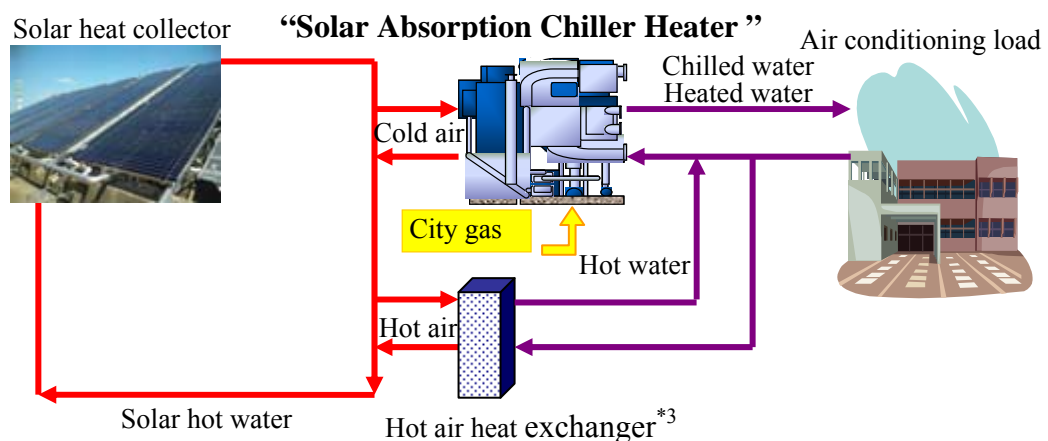 “Solar Absorption Chiller Heater ”
Solar heat collector
Air conditioning load
Chilled water
Heated water
Cold air
City gas
Hot water
Hot air
Solar hot water
Hot air heat exchanger*3